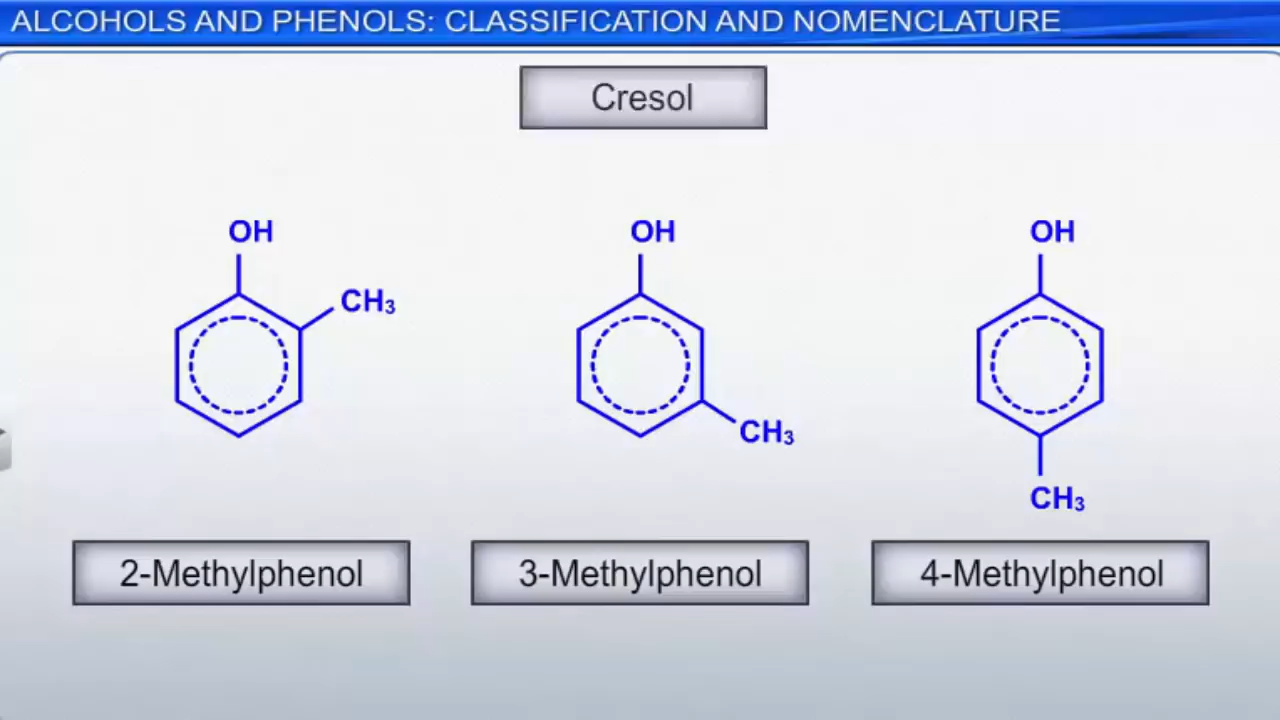 ALCOHOLS AND PHENOLS: CLASSIFICATION AND NOMENCLATURE
Cresol
OH
OH
OH
CH₃
CH₃
CH₃
2-Methylphenol
3-Methylphenol
4-Methylphenol